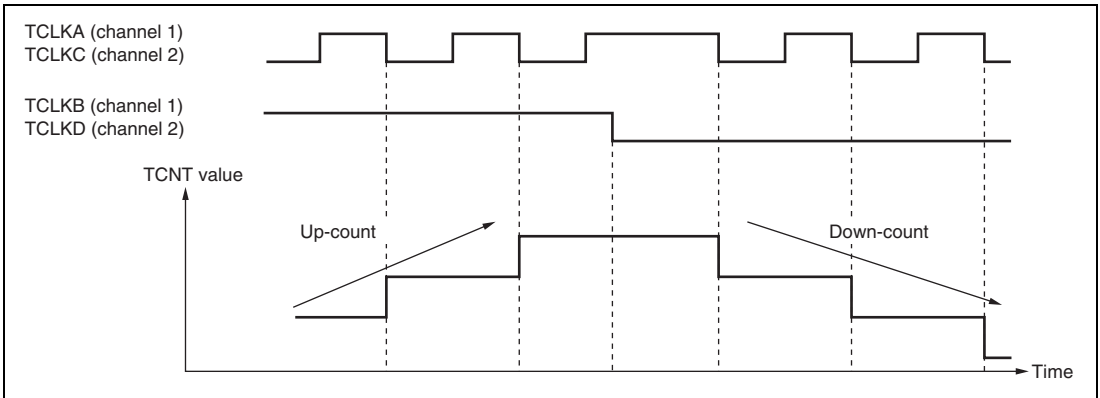 TCLKA (channel 1)
TCLKC (channel 2)
TCLKB (channel 1)
TCLKD (channel 2)
TCNT value
Up-count
Down-count
Time